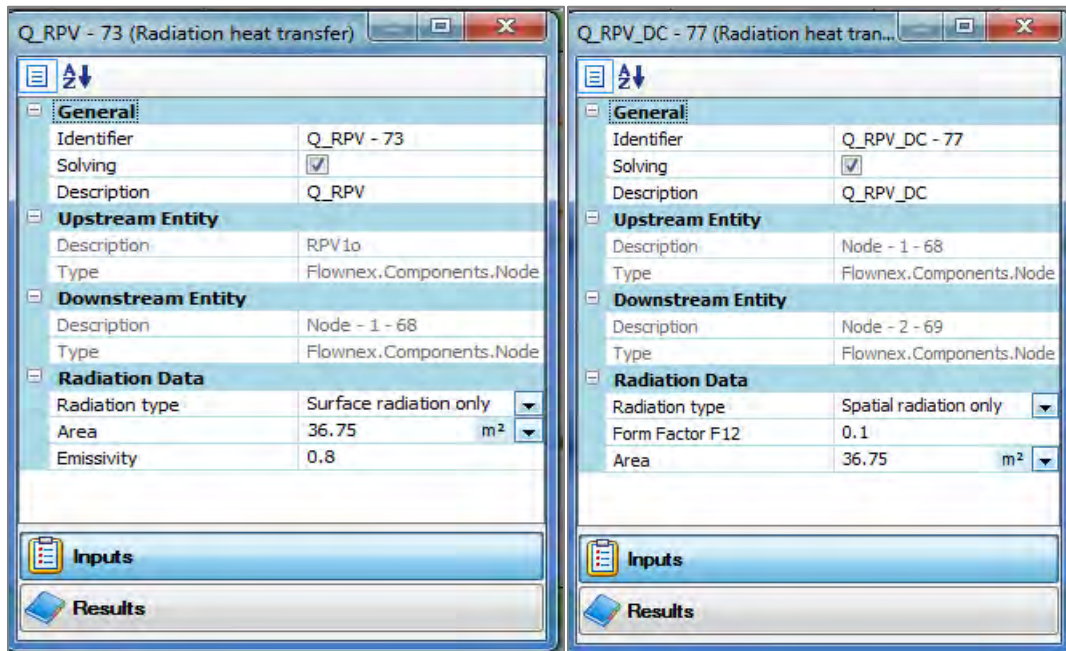 Q_RPV - 73 (Radiation heat transfer)
General
Identifier Q_RPV - 73
Solving
Description Q_RPV
Upstream Entity
Description RPV1o
Type Flownex.Components.Node
Downstream Entity
Description Node - 1 - 68
Type Flownex.Components.Node
Radiation Data
Radiation type Surface radiation only
Area 36.75 m²
Emissivity 0.8
Inputs
Results
Q_RPV_DC - 77 (Radiation heat tran...
General
Identifier Q_RPV_DC - 77
Solving
Description Q_RPV_DC
Upstream Entity
Description Node - 1 - 68
Type Flownex.Components.Node
Downstream Entity
Description Node - 2 - 69
Type Flownex.Components.Node
Radiation Data
Radiation type Spatial radiation only
Form Factor F12 0.1
Area 36.75 m²
Inputs
Results